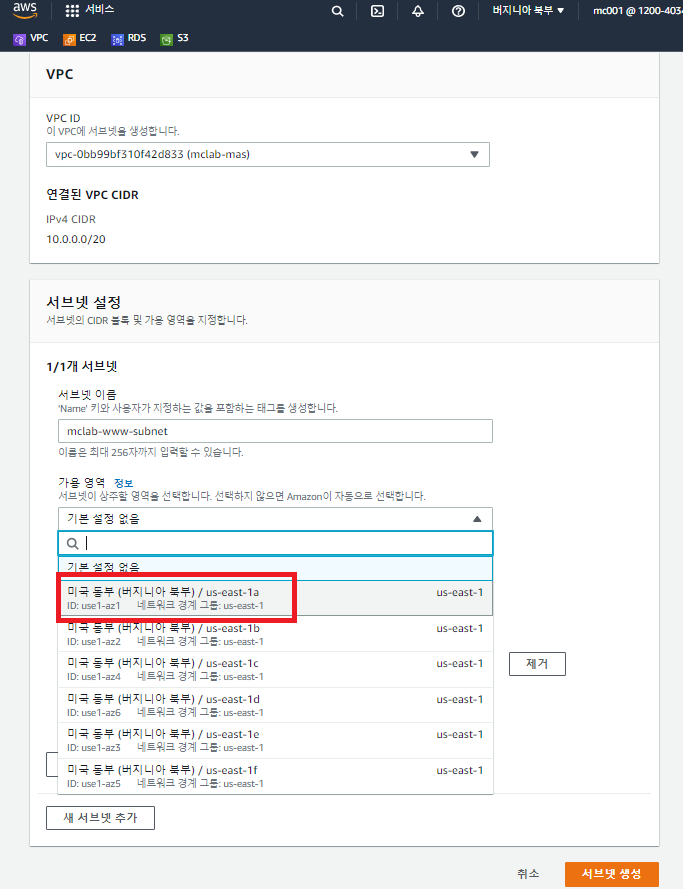 aws
서비스
버지니아 북부 ▼
mc001 @ 1200-403
VPC
EC2
RDS
S3
VPC
VPC ID
이 VPC에 서브넷을 생성합니다.
vpc-0bb99bf310f42d833 (mclab-mas)
연결된 VPC CIDR
IPv4 CIDR
10.0.0.0/20
서브넷 설정
서브넷의 CIDR 블록 및 가용 영역을 지정합니다.
1/1개 서브넷
서브넷 이름
'Name' 키와 사용자가 지정하는 값을 포함하는 태그를 생성합니다.
mclab-www-subnet
이름은 최대 256자까지 입력할 수 있습니다.
가용 영역 정보
서브넷이 상주할 영역을 선택합니다. 선택하지 않으면 Amazon이 자동으로 선택합니다.
기본 설정 없음
기본 설정 없음
미국 동부 (버지니아 북부) / us-east-1a us-east-1
ID: use1-az1 네트워크 경계 그룹: us-east-1
미국 동부 (버지니아 북부) / us-east-1b us-east-1
ID: use1-az2 네트워크 경계 그룹: us-east-1
미국 동부 (버지니아 북부) / us-east-1c us-east-1
ID: use1-az4 네트워크 경계 그룹: us-east-1
제거
미국 동부 (버지니아 북부) / us-east-1d us-east-1
ID: use1-az6 네트워크 경계 그룹: us-east-1
미국 동부 (버지니아 북부) / us-east-1e us-east-1
ID: use1-az3 네트워크 경계 그룹: us-east-1
미국 동부 (버지니아 북부) / us-east-1f us-east-1
ID: use1-az5 네트워크 경계 그룹: us-east-1
새 서브넷 추가
취소
서브넷 생성